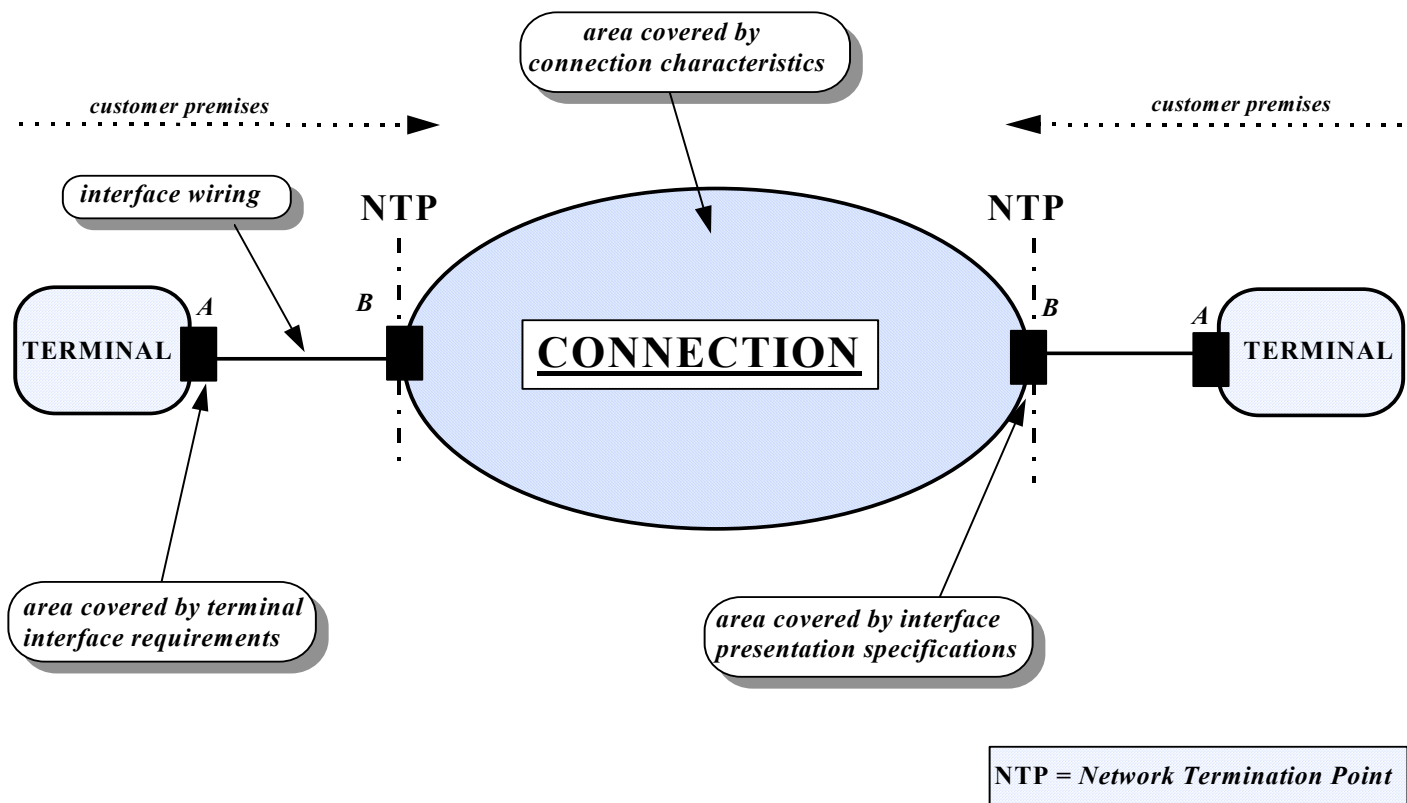 area covered by
connection characteristics
customer premises
customer premises
interface wiring
NTP
NTP
A
B
B
A
TERMINAL
CONNECTION
TERMINAL
area covered by terminal
interface requirements
area covered by interface
presentation specifications
NTP = Network Termination Point